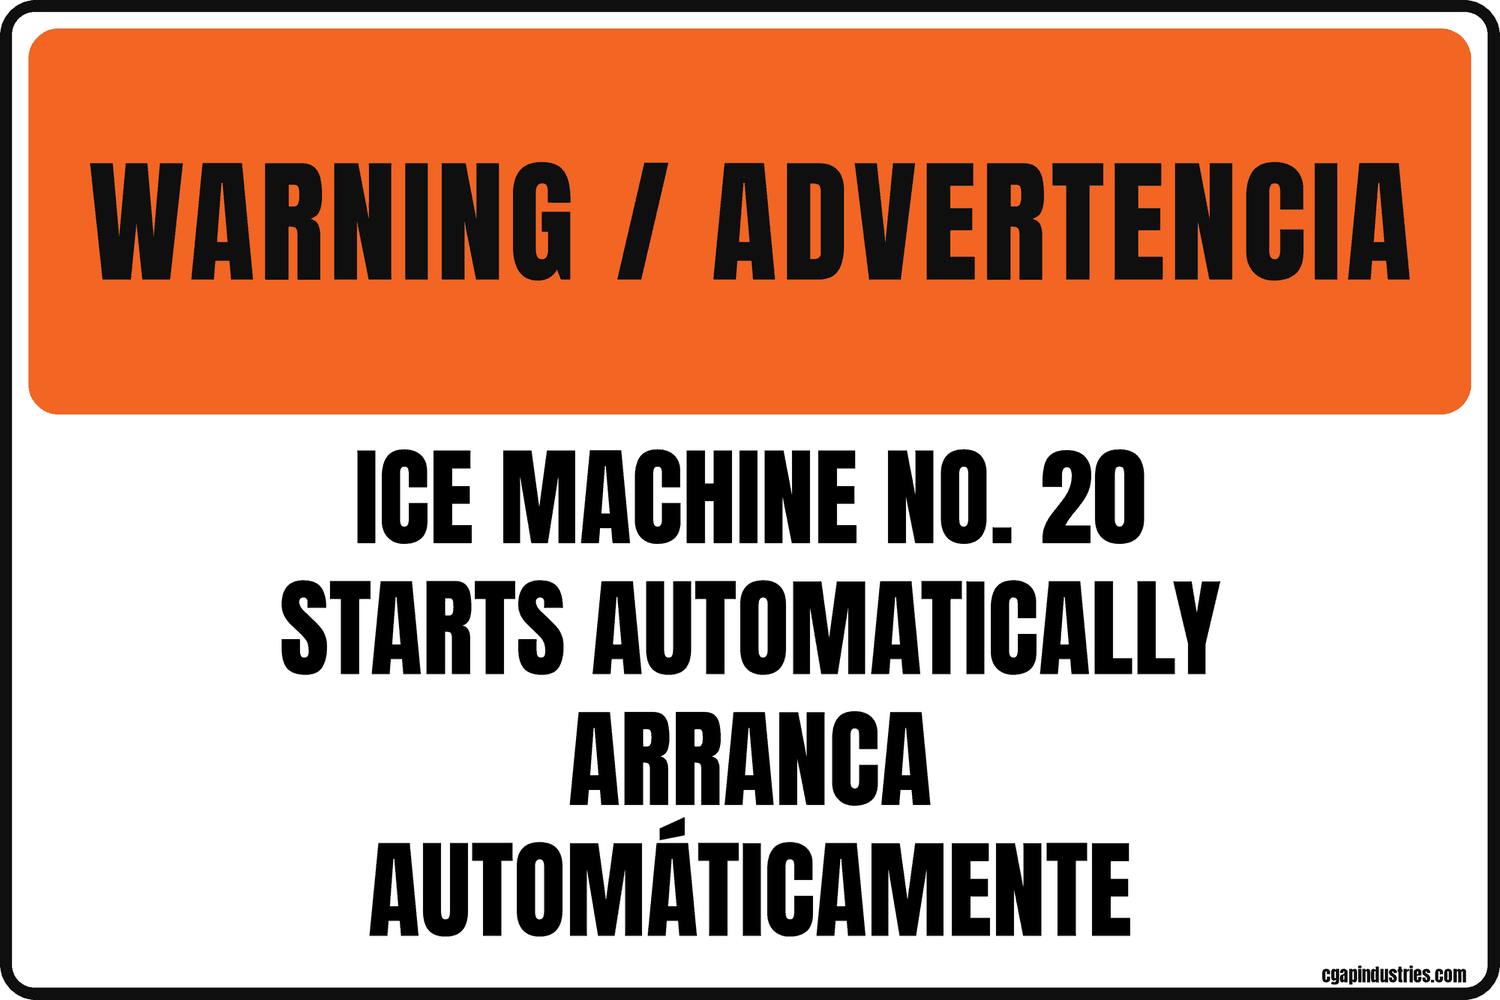 WARNING / ADVERTENCIA
ICE MACHINE NO. 20
STARTS AUTOMATICALLY
ARRANCA
AUTOMÁTICAMENTE
cgapindustries.com